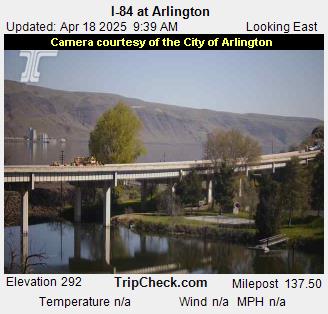 I-84 at Arlington
Updated: Apr 18 2025 9:39 AM Looking East
Camera courtesy of the City of Arlington
Elevation 292 TripCheck.com Milepost 137.50
Temperature n/a Wind n/a MPH n/a